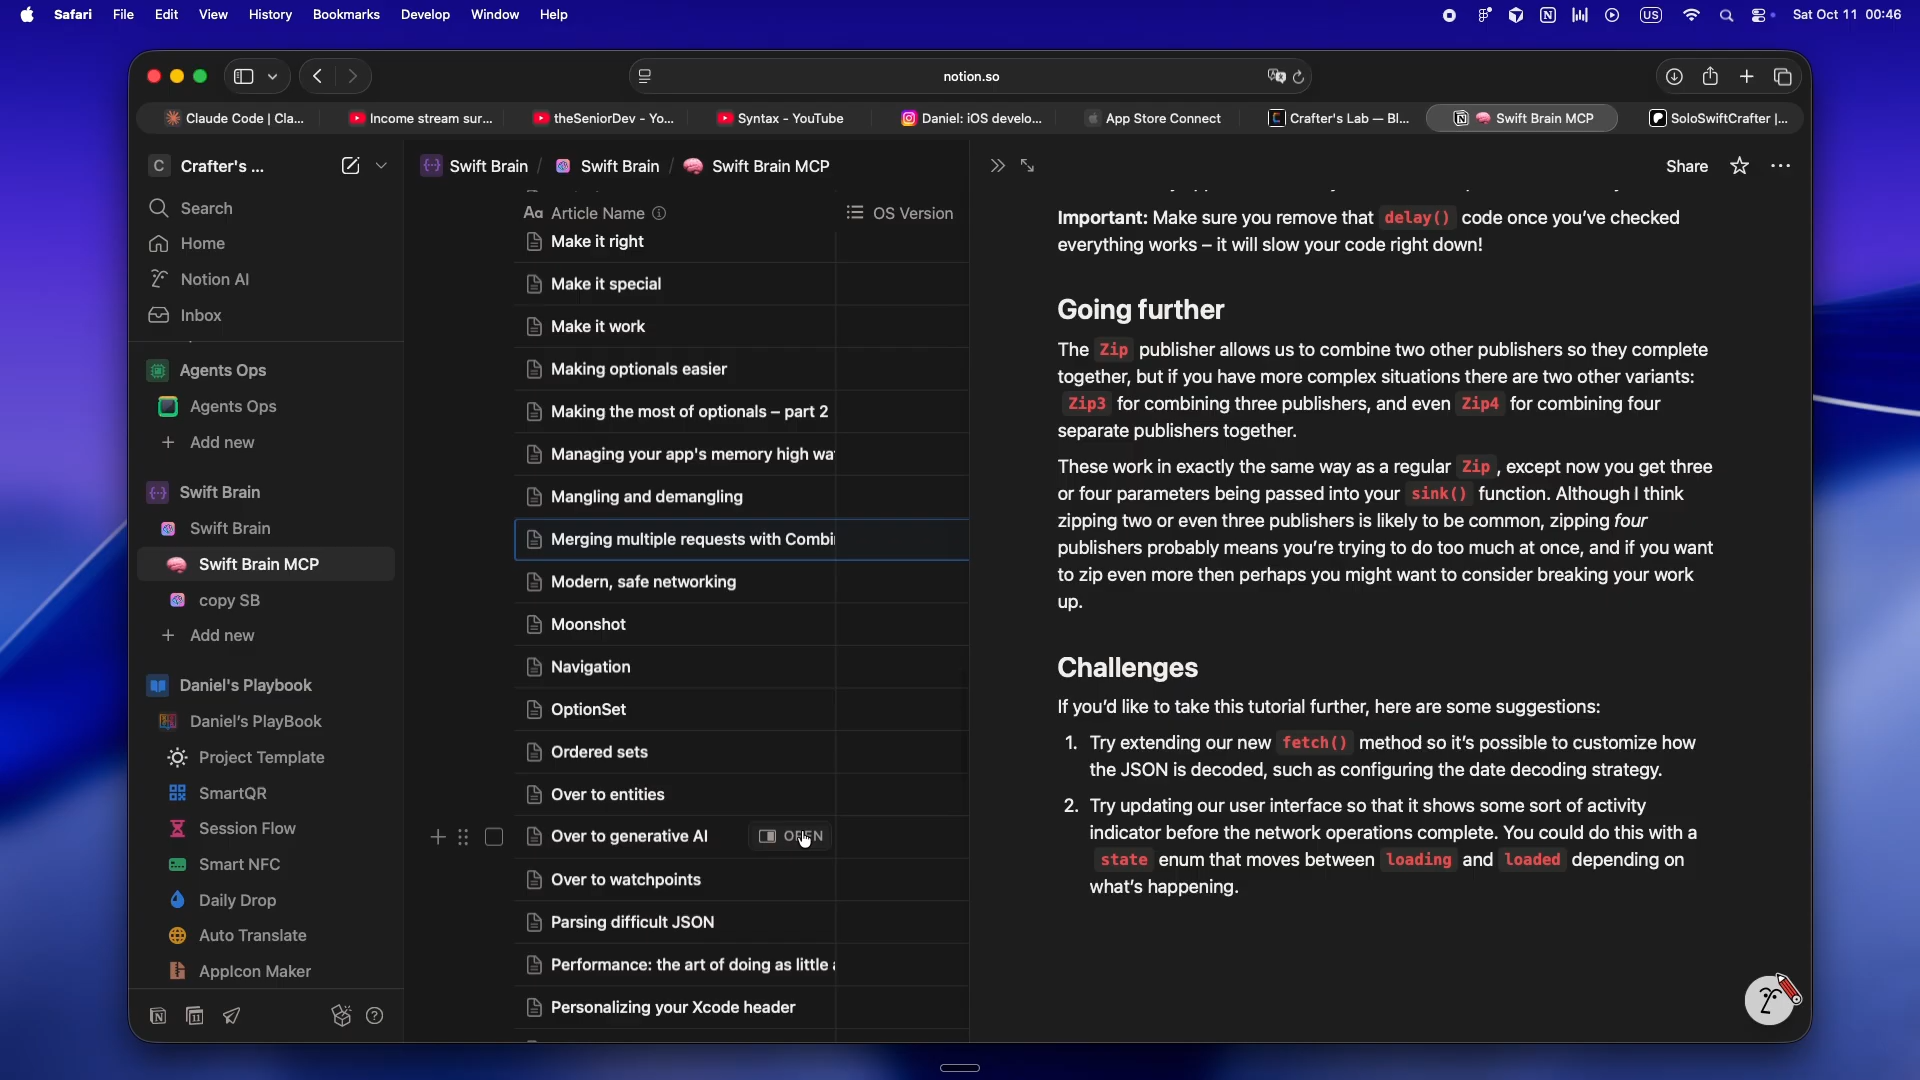 Safari File Edit View History Bookmarks Develop Window Help
US
Sat Oct 11 00:46
notion.so
Claude Code | Cla...
Income stream sur...
theSeniorDev - Yo...
Syntax - YouTube
Daniel: iOS develo...
App Store Connect
Crafter's Lab — Bl...
Swift Brain MCP
SoloSwiftCrafter |...
C Crafter's ...
Search
Home
Notion AI
Inbox
Agents Ops
Agents Ops
Add new
Swift Brain
Swift Brain
Swift Brain MCP
copy SB
Add new
Daniel's Playbook
Daniel's PlayBook
Project Template
SmartQR
Session Flow
Smart NFC
Daily Drop
Auto Translate
AppIcon Maker
Swift Brain / Swift Brain / Swift Brain MCP
Aa Article Name OS Version
Make it right
Make it special
Make it work
Making optionals easier
Making the most of optionals – part 2
Managing your app's memory high wa
Mangling and demangling
Merging multiple requests with Combi
Modern, safe networking
Moonshot
Navigation
OptionSet
Ordered sets
Over to entities
Over to generative AI OPEN
Over to watchpoints
Parsing difficult JSON
Performance: the art of doing as little
Personalizing your Xcode header
Share
Important: Make sure you remove that delay() code once you've checked
everything works – it will slow your code right down!
Going further
The Zip publisher allows us to combine two other publishers so they complete
together, but if you have more complex situations there are two other variants:
Zip3 for combining three publishers, and even Zip4 for combining four
separate publishers together.
These work in exactly the same way as a regular Zip, except now you get three
or four parameters being passed into your sink() function. Although I think
zipping two or even three publishers is likely to be common, zipping four
publishers probably means you're trying to do too much at once, and if you want
to zip even more then perhaps you might want to consider breaking your work
up.
Challenges
If you'd like to take this tutorial further, here are some suggestions:
1. Try extending our new fetch() method so it's possible to customize how
the JSON is decoded, such as configuring the date decoding strategy.
2. Try updating our user interface so that it shows some sort of activity
indicator before the network operations complete. You could do this with a
state enum that moves between loading and loaded depending on
what's happening.